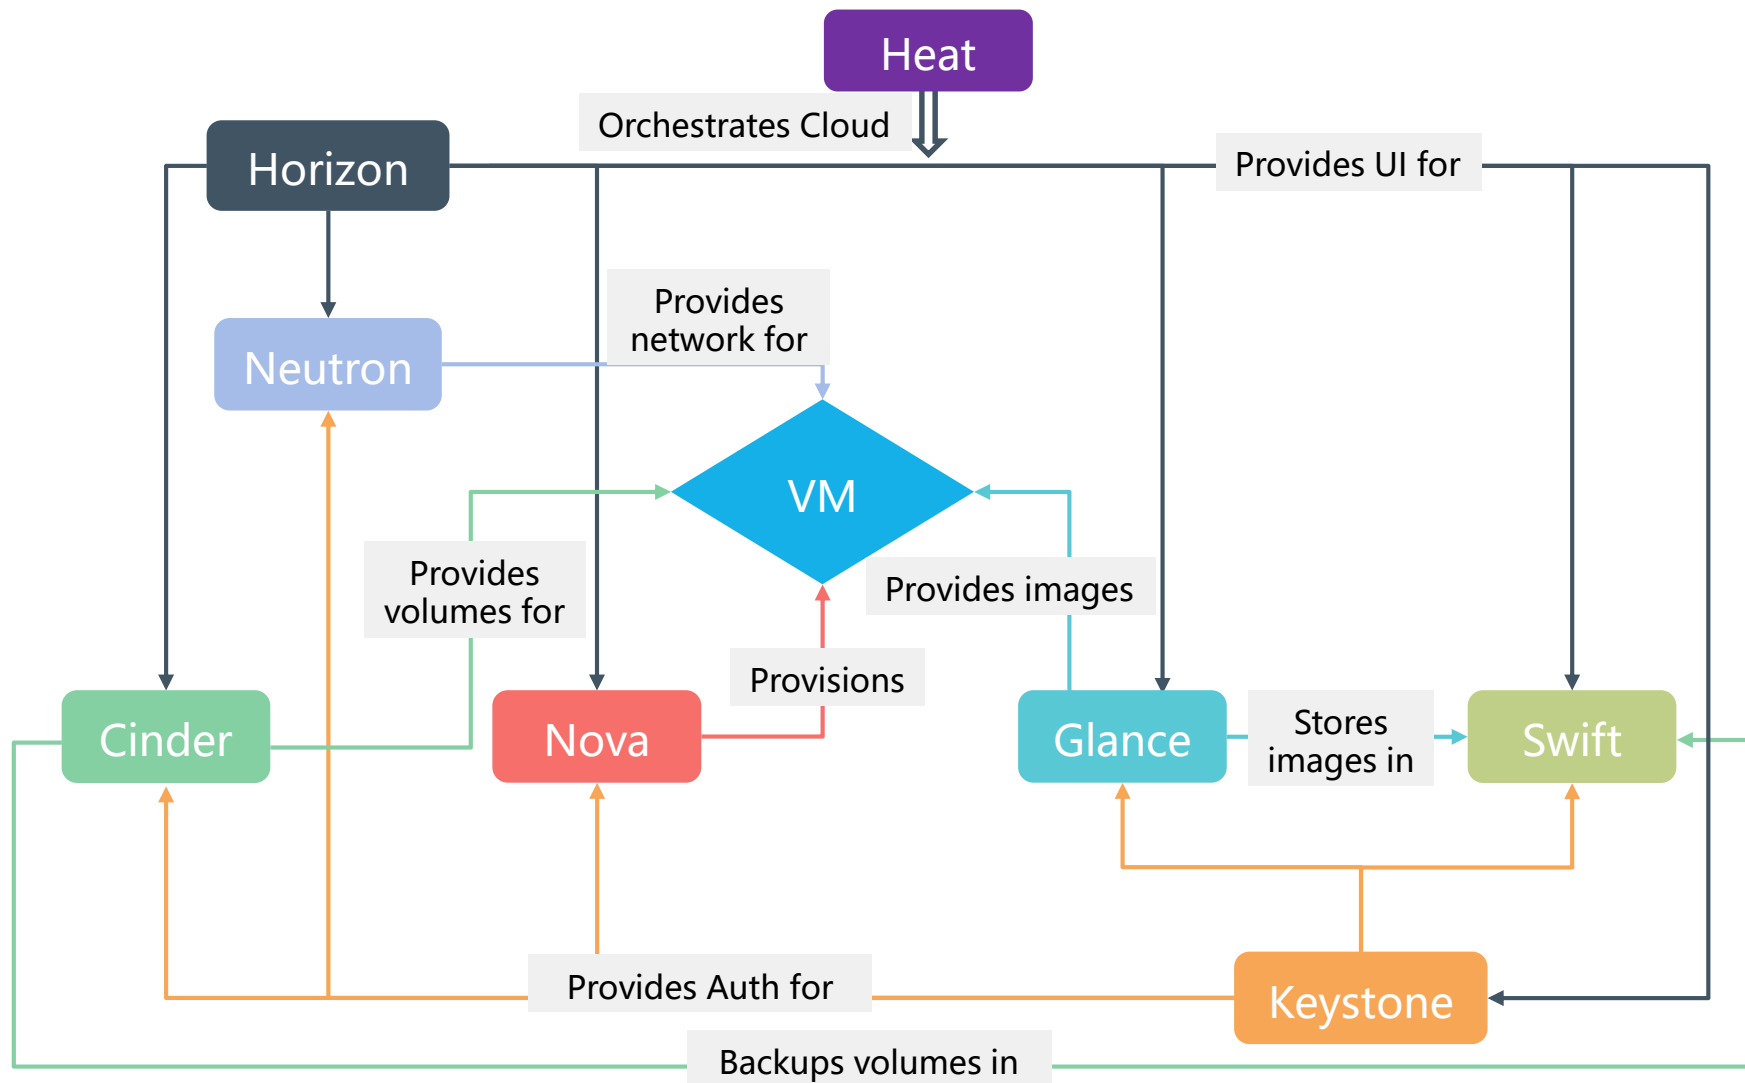 Heat
Orchestrates Cloud
Horizon
Provides UI for
Provides
network for
Neutron
VM
Provides
volumes for
Provides images
Provisions
Cinder
Nova
Glance
Stores
images in
Swift
Provides Auth for
Keystone
Backups volumes in